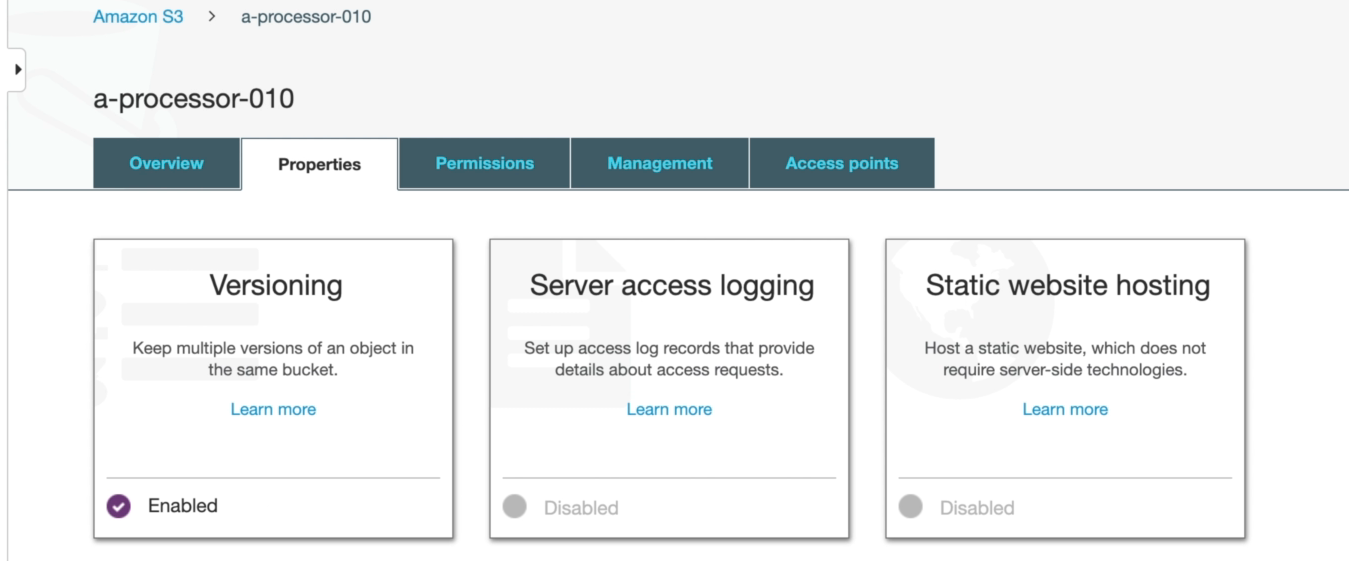 Amazon S3 > a-processor-010
a-processor-010
Overview Properties Permissions Management Access points
Versioning
Keep multiple versions of an object in
the same bucket.
Learn more
Enabled
Server access logging
Set up access log records that provide
details about access requests.
Learn more
Disabled
Static website hosting
Host a static website, which does not
require server-side technologies.
Learn more
Disabled